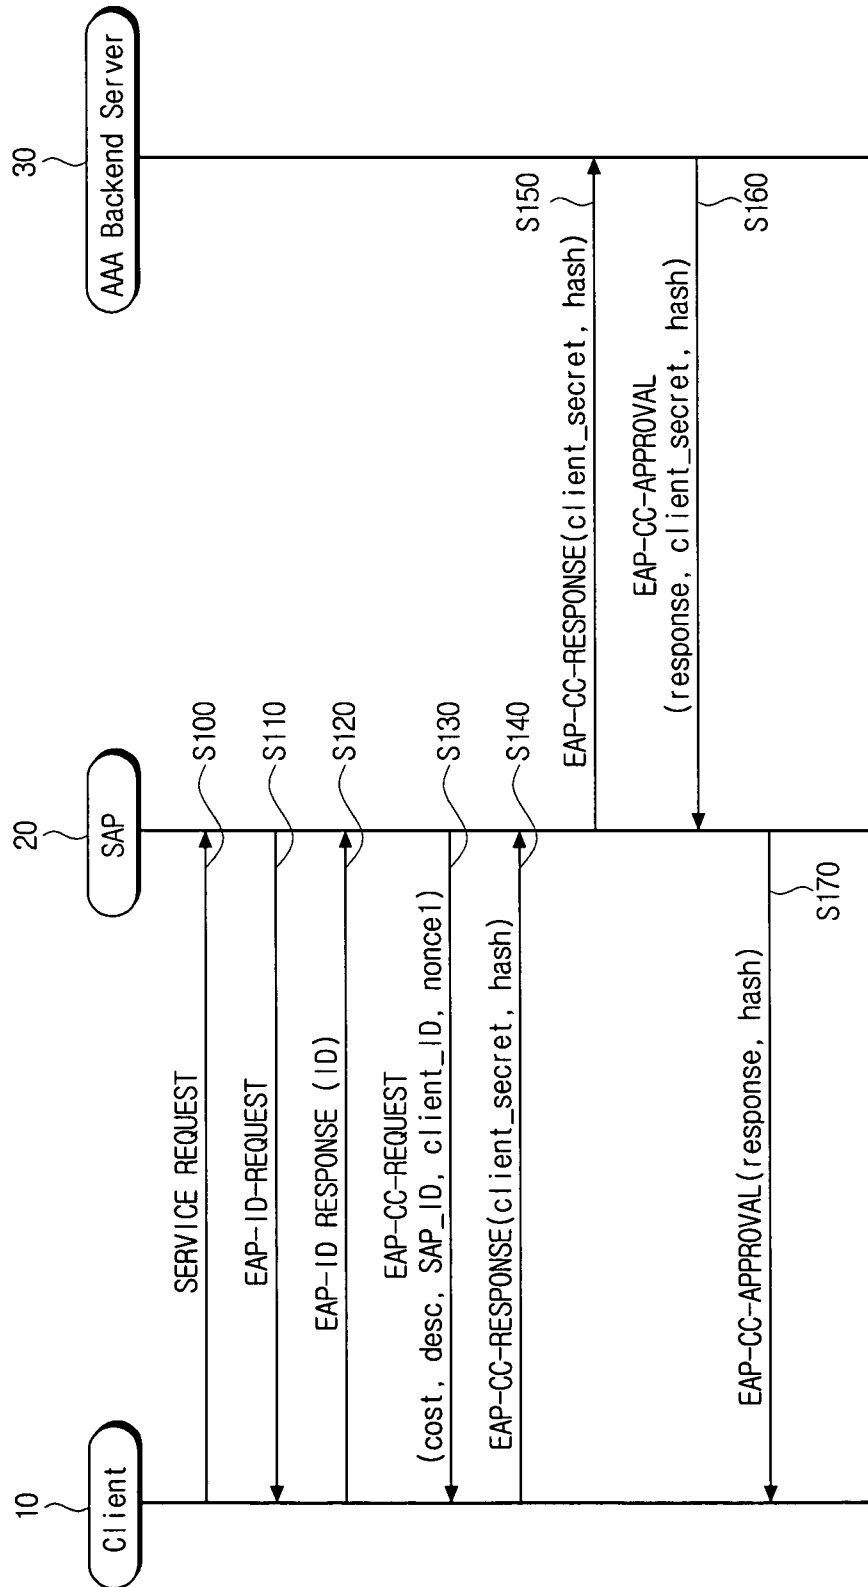 10
Client
20
SAP
30
AAA Backend Server
SERVICE REQUEST
S100
EAP-ID-REQUEST
S110
EAP-ID RESPONSE (ID)
S120
EAP-CC-REQUEST
(cost, desc, SAP_ID, client_ID, nonce1)
S130
EAP-CC-RESPONSE(client_secret, hash)
S140
EAP-CC-RESPONSE(client_secret, hash)
S150
EAP-CC-APPROVAL
(response, client_secret, hash)
S160
EAP-CC-APPROVAL(response, hash)
S170